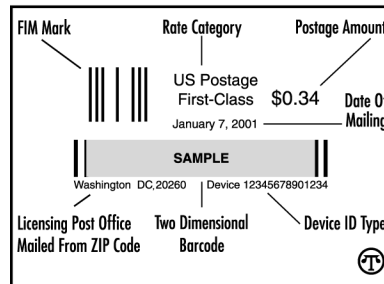 FIM Mark
Rate Category
Postage Amount
US Postage
First-Class
$0.34
January 7, 2001
Date Of
Mailing
SAMPLE
Washington DC,20260 Device 12345678901234
Licensing Post Office
Mailed From ZIP Code
Two Dimensional
Barcode
Device ID Type